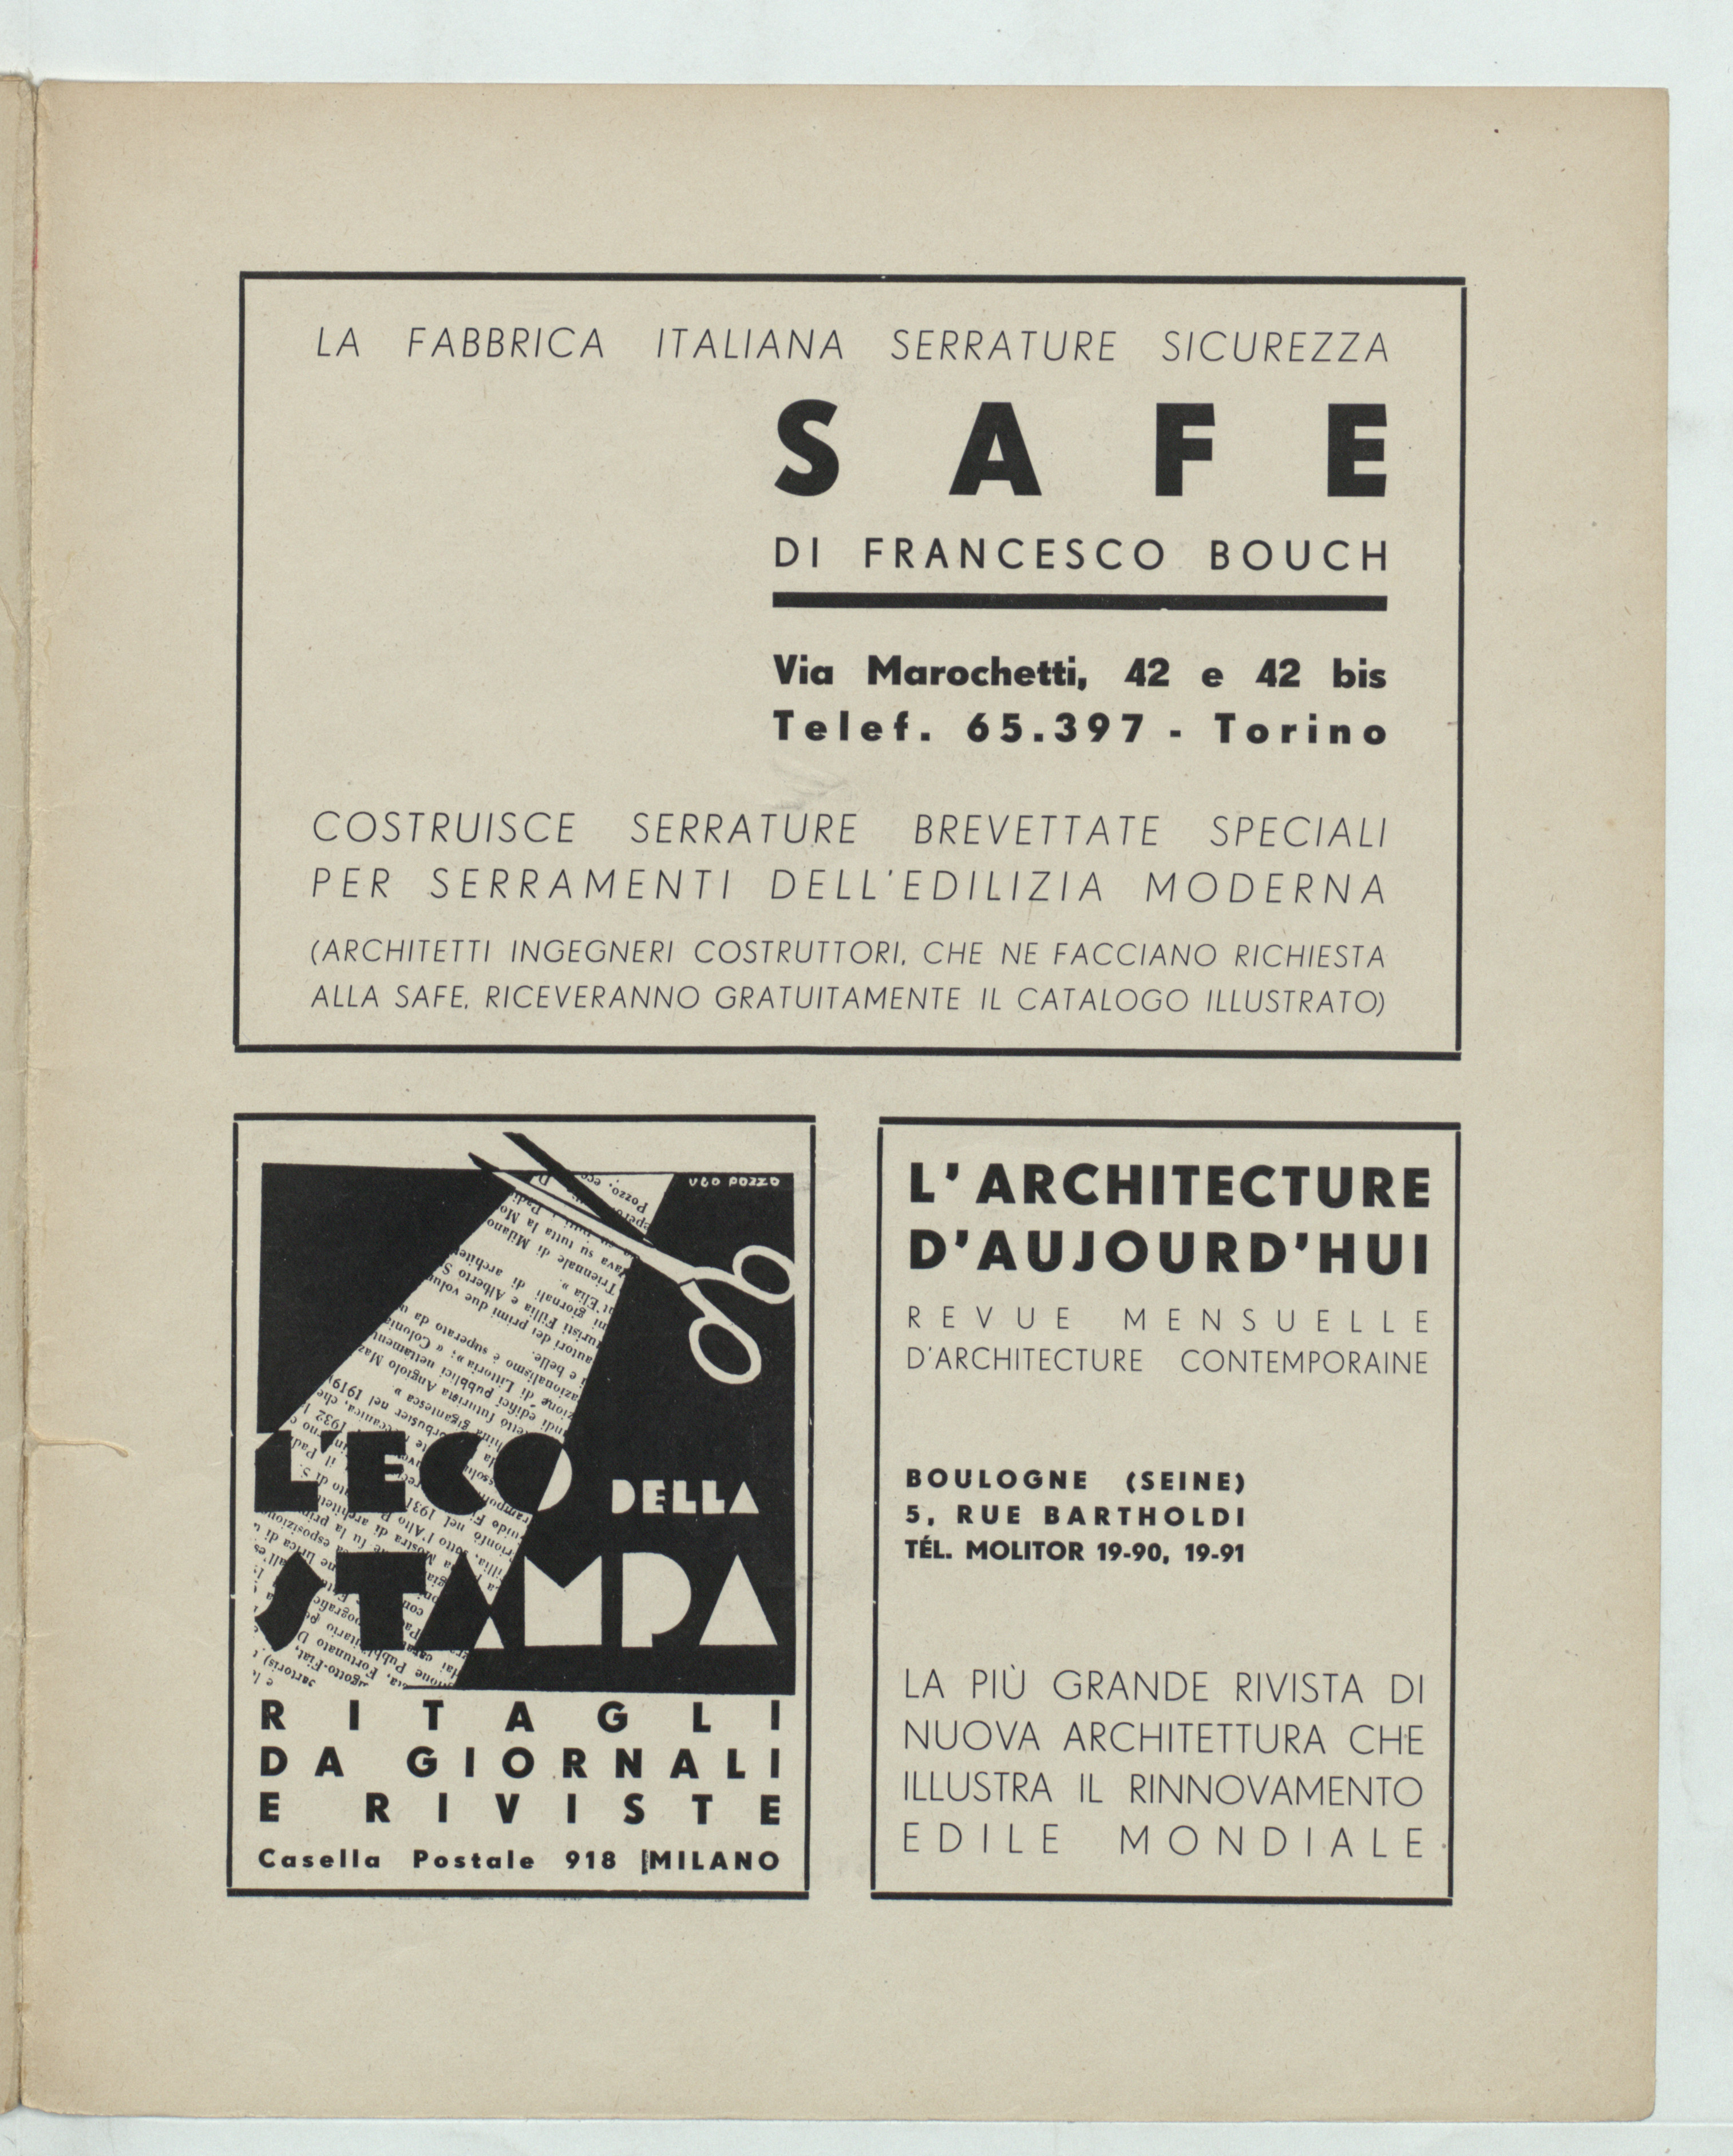 LA FABBRICA ITALIANA SERRATURE SICUREZZA
SAFE
DI FRANCESCO BOUCH
Via Marochetti, 42 e 42 bis
Telef. 65.397 - Torino
COSTRUISCE SERRATURE BREVETTATE SPECIALI
PER SERRAMENTI DELL'EDILIZIA MODERNA
(ARCHITETTI INGEGNERI COSTRUTTORI, CHE NE FACCIANO RICHIESTA
ALLA SAFE, RICEVERANNO GRATUITAMENTE IL CATALOGO ILLUSTRATO)
UGO POZZO
L'ECO DELLA
STAMPA
RITAGLI
DA GIORNALI
E RIVISTE
Casella Postale 918 MILANO
L'ARCHITECTURE
D'AUJOURD'HUI
REVUE MENSUELLE
D'ARCHITECTURE CONTEMPORAINE
BOULOGNE (SEINE)
5, RUE BARTHOLDI
TÉL. MOLITOR 19-90, 19-91
LA PIÙ GRANDE RIVISTA DI
NUOVA ARCHITETTURA CHE
ILLUSTRA IL RINNOVAMENTO
EDILE MONDIALE